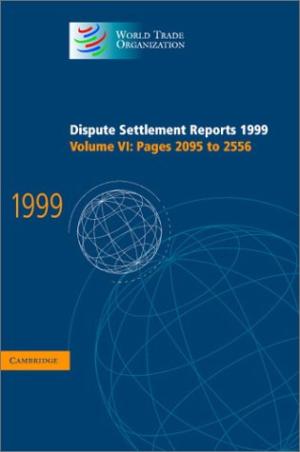 WORLD TRADE
ORGANIZATION
Dispute Settlement Reports 1999
Volume VI: Pages 2095 to 2556
1999
CAMBRIDGE